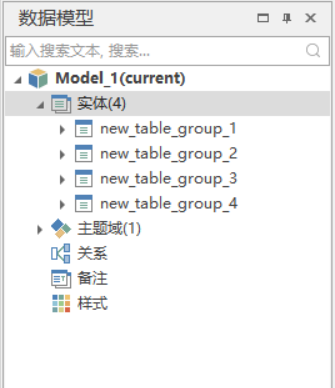 数据模型
输入搜索文本, 搜索...
Model_1(current)
实体(4)
new_table_group_1
new_table_group_2
new_table_group_3
new_table_group_4
主题域(1)
关系
备注
样式